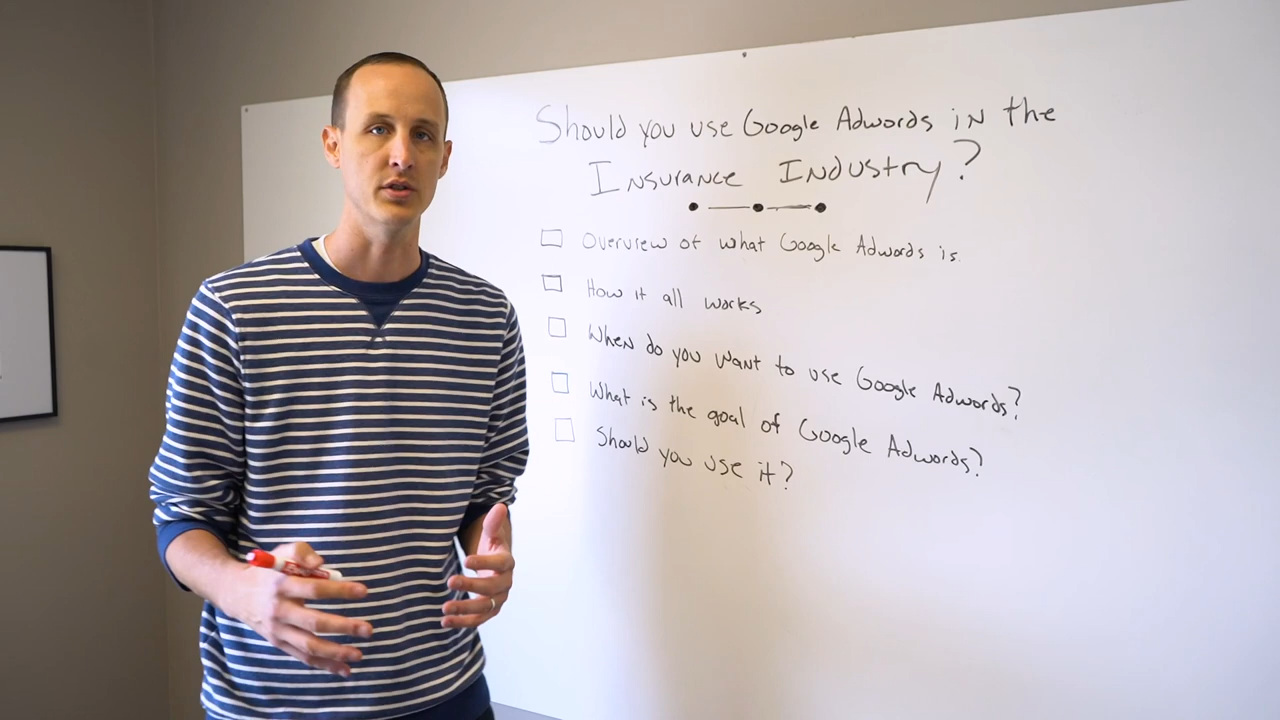 Should you use Google Adwords in the
Insurance Industry?
Overview of what Google Adwords is.
How it all works
When do you want to use Google Adwords?
What is the goal of Google Adwords?
Should you use it?